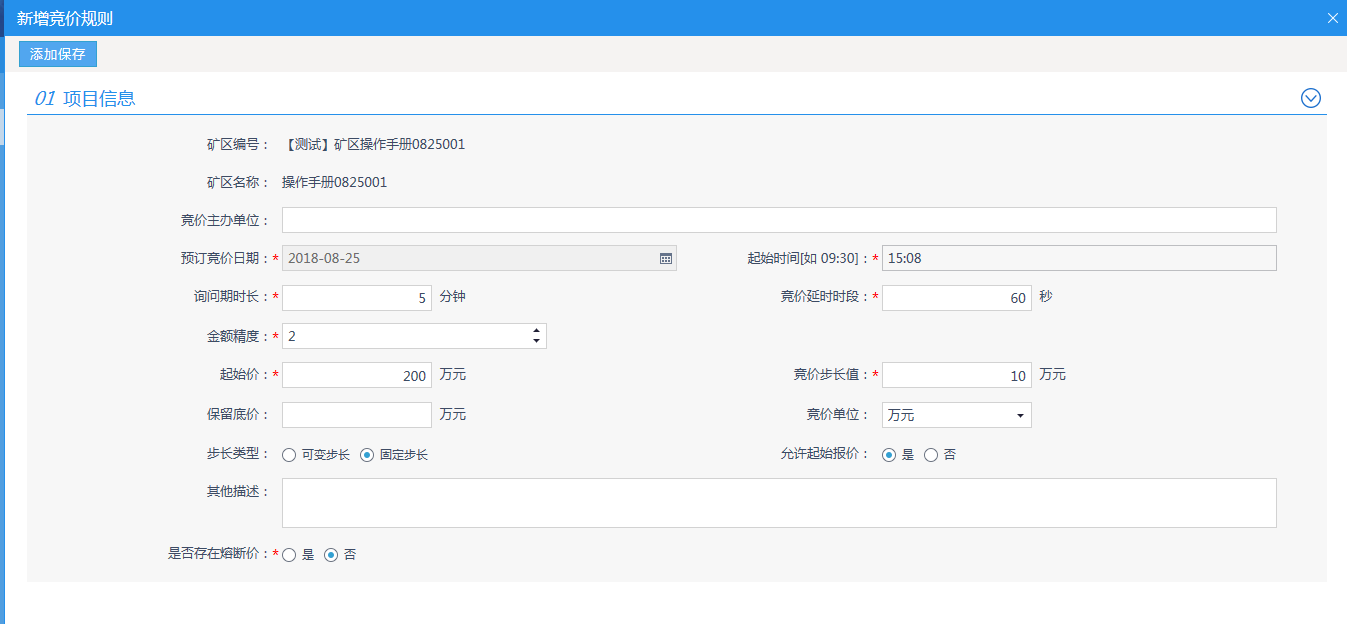 新增竞价规则
添加保存
01 项目信息
矿区编号： 【测试】矿区操作手册0825001
矿区名称： 操作手册0825001
竞价主办单位：
预订竞价日期：* 2018-08-25 起始时间[如 09:30]：* 15:08
询问期时长：* 5 分钟 竞价延时时段：* 60 秒
金额精度：* 2
起始价：* 200 万元 竞价步长值：* 10 万元
保留底价： 万元 竞价单位： 万元
步长类型： 可变步长 固定步长 允许起始报价： 是 否
其他描述：
是否存在熔断价：* 是 否